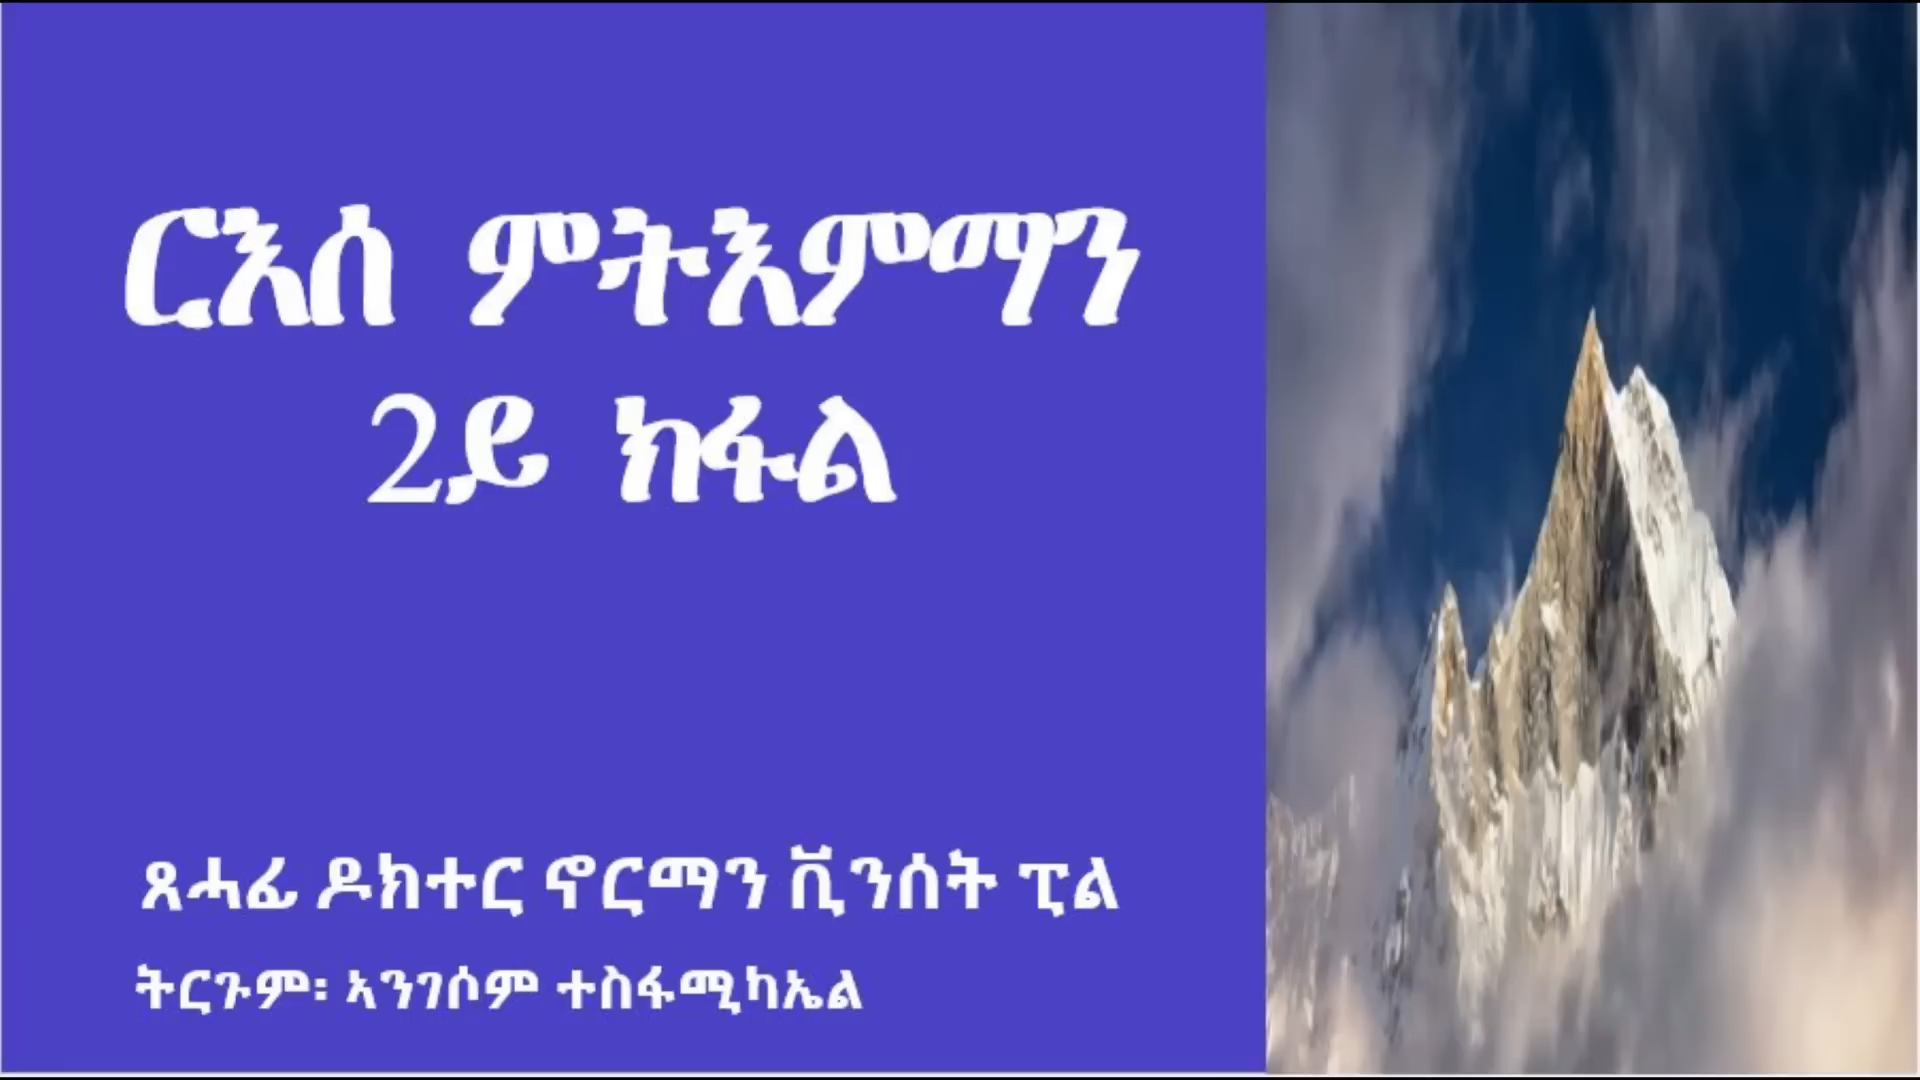 ርእሰ ምትእምማን
2ይ ክፋል
ጸሓፊ ዶክተር ኖርማን ቪንሰት ፒል
ትርጉም፡ ኣንገሶም ተስፋሚካኤል